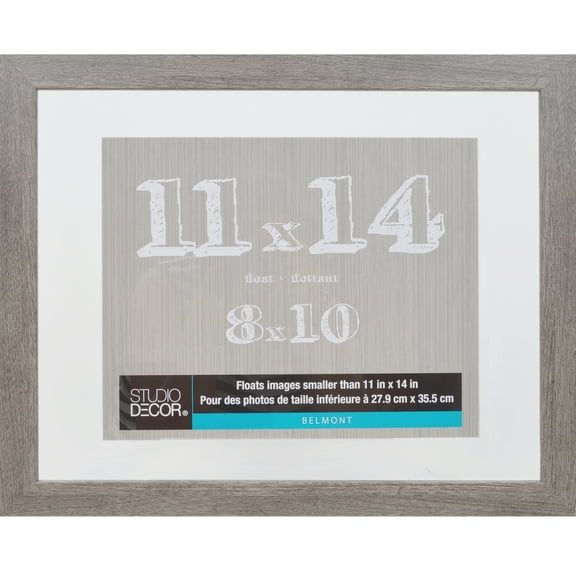 11x14
float · flottant
8x10
STUDIO
DECOR®
Floats images smaller than 11 in x 14 in
Pour des photos de taille inférieure à 27.9 cm x 35.5 cm
BELMONT